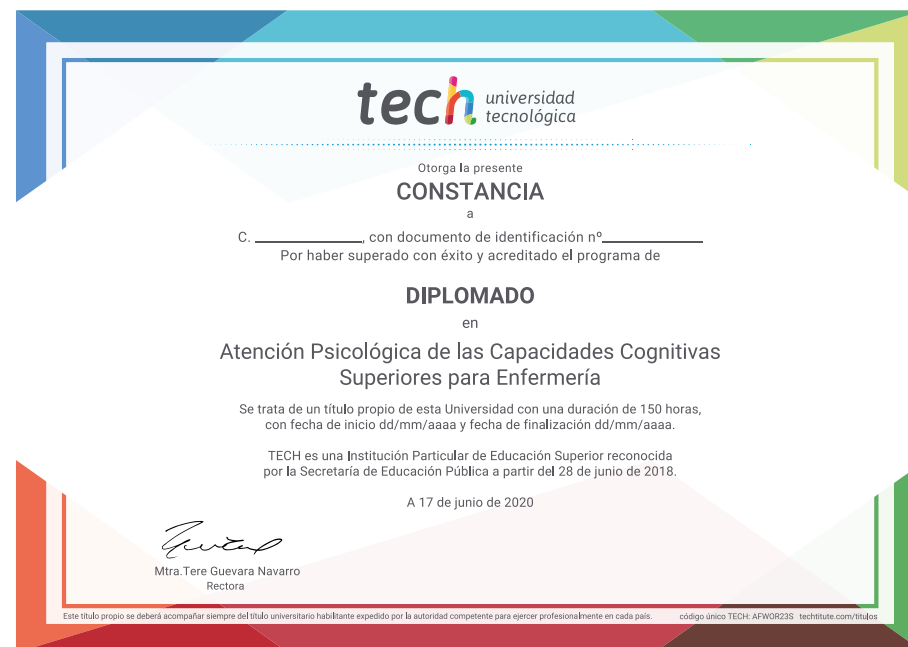 tech universidad
tecnológica
Otorga la presente
CONSTANCIA
a
C. ____________, con documento de identificación nº____________
Por haber superado con éxito y acreditado el programa de
DIPLOMADO
en
Atención Psicológica de las Capacidades Cognitivas
Superiores para Enfermería
Se trata de un título propio de esta Universidad con una duración de 150 horas,
con fecha de inicio dd/mm/aaaa y fecha de finalización dd/mm/aaaa.
TECH es una Institución Particular de Educación Superior reconocida
por la Secretaría de Educación Pública a partir del 28 de junio de 2018.
A 17 de junio de 2020
Mtra.Tere Guevara Navarro
Rectora
Este título propio se deberá acompañar siempre del título universitario habilitante expedido por la autoridad competente para ejercer profesionalmente en cada país. código único TECH: AFWOR23S techtitute.com/titulos